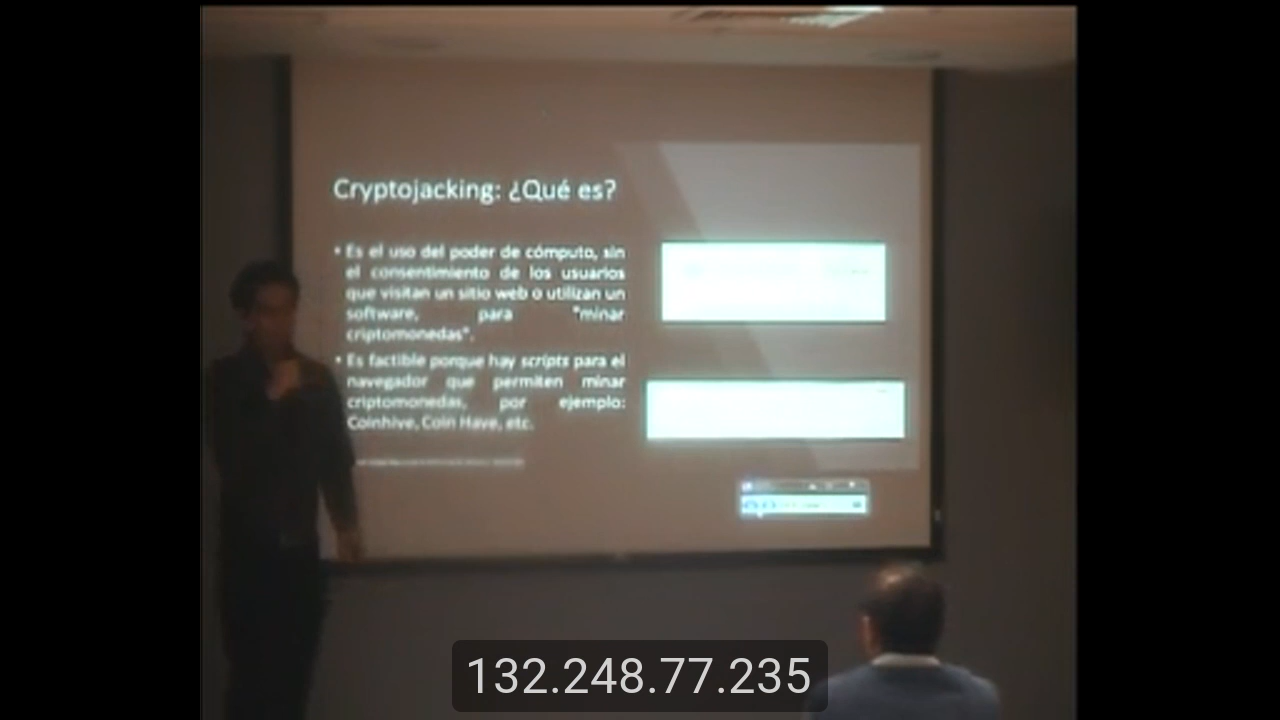 Cryptojacking: ¿Qué es?
• Es el uso del poder de cómputo, sin
el consentimiento de los usuarios
que visitan un sitio web o utilizan un
software, para "minar
criptomonedas".
• Es factible porque hay scripts para el
navegador que permiten minar
criptomonedas, por ejemplo:
Coinhive, Coin Have, etc.
132.248.77.235